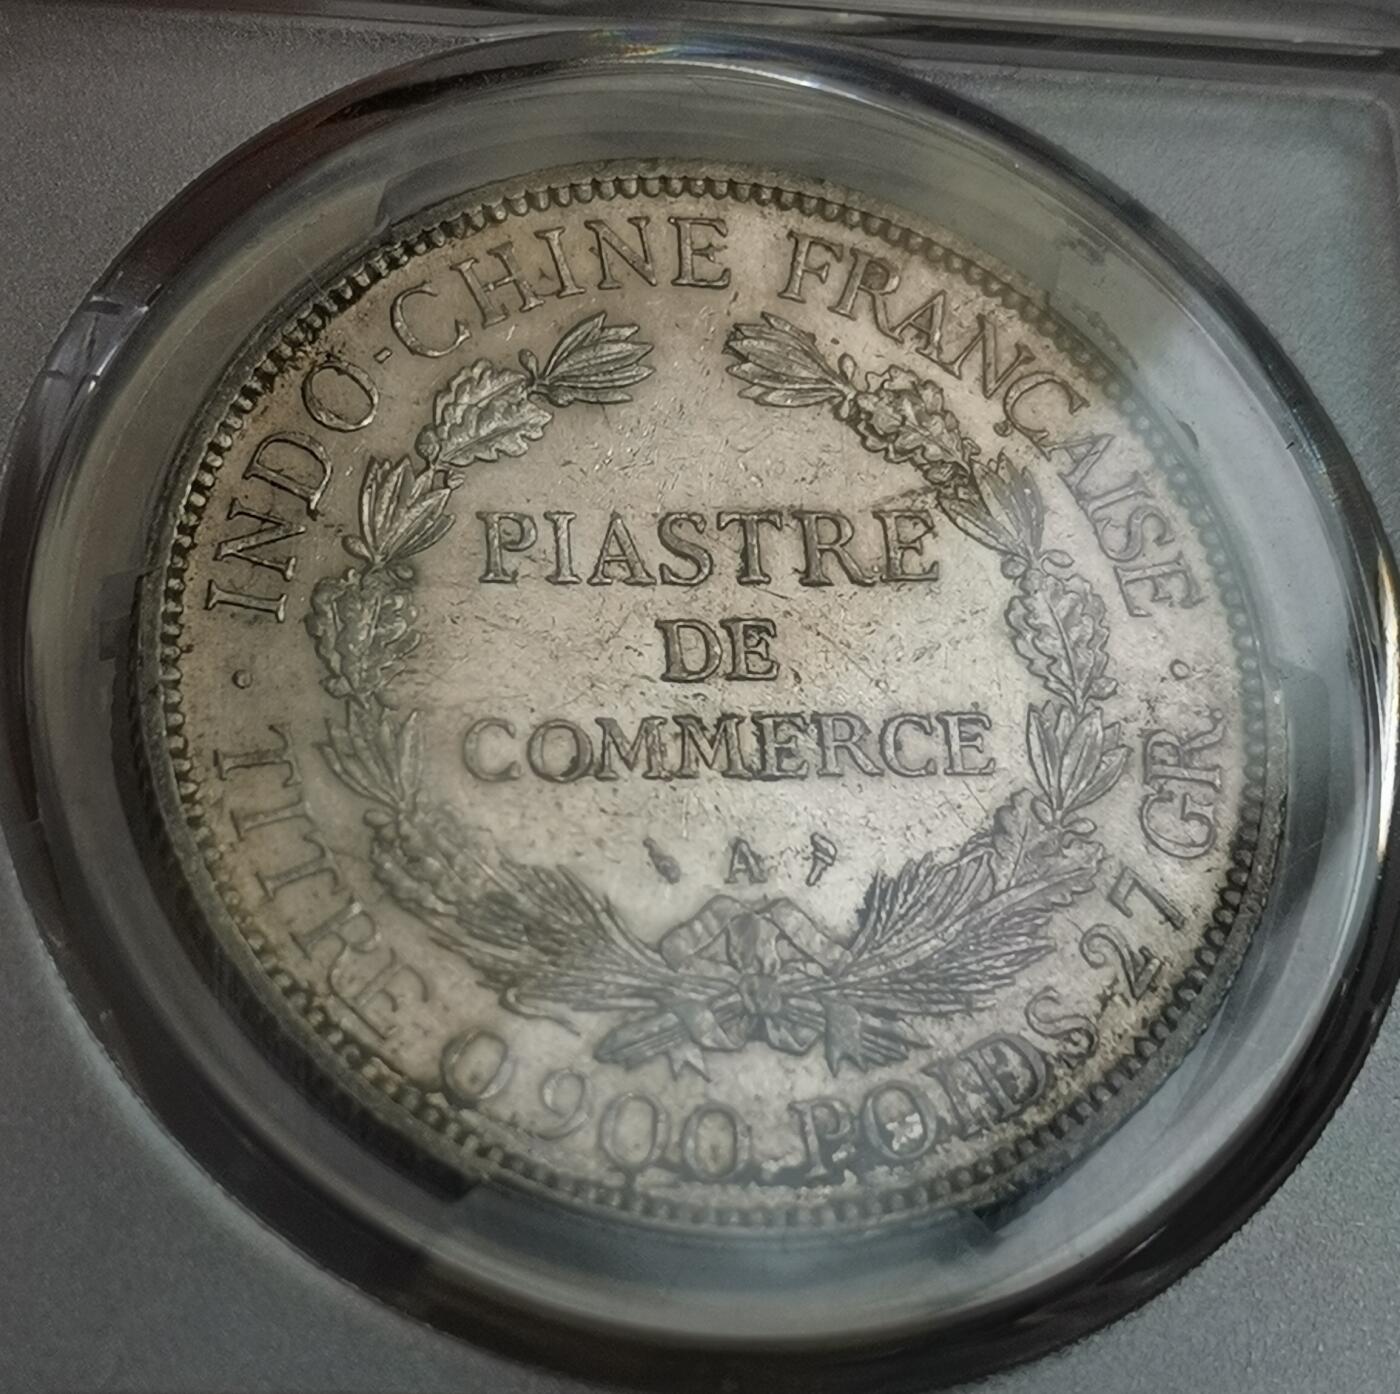 INDO-CHINE FRANÇAISE
PIASTRE
DE
COMMERCE
A
TITRE 0 900. POIDS 27 GR.